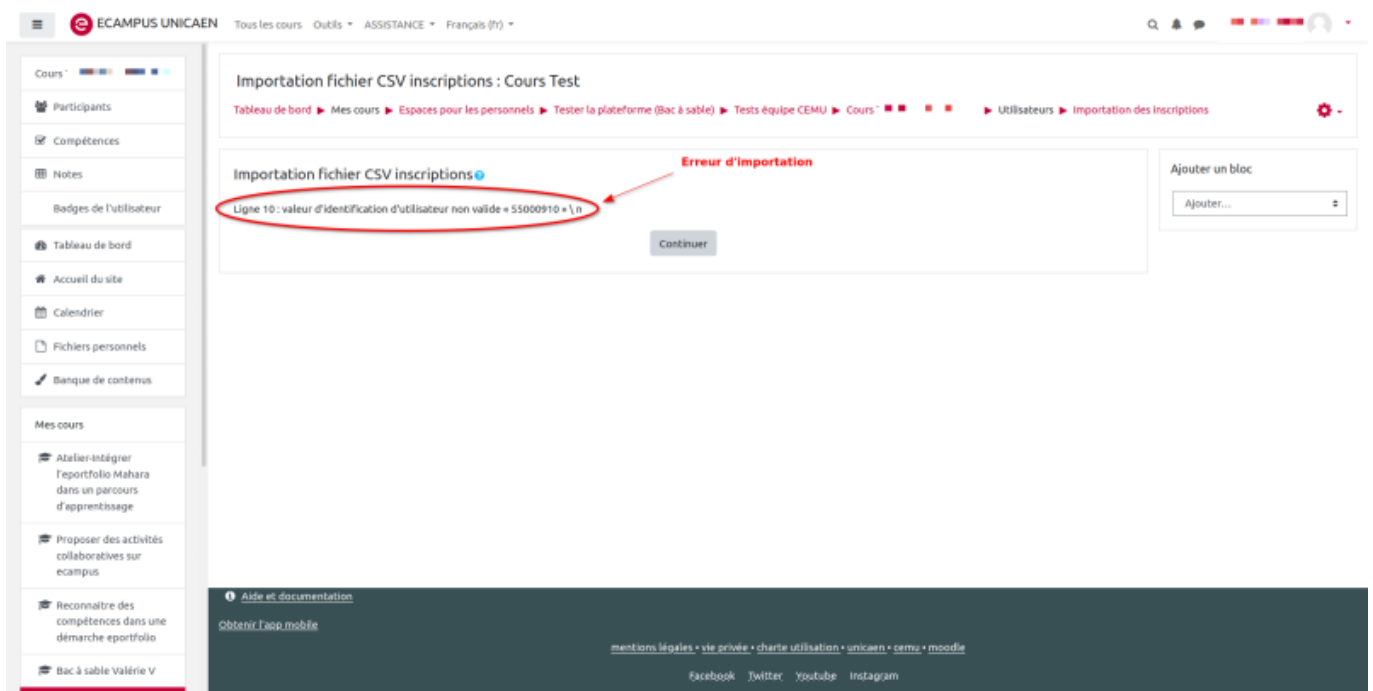 ECAMPUS UNICAEN Tous les cours Outils ASSISTANCE Français (fr)
Cours
Participants
Compétences
Notes
Badges de l'utilisateur
Tableau de bord
Accueil du site
Calendrier
Fichiers personnels
Banque de contenus
Mes cours
Atelier-Intégrer
l'eportfolio Mahara
dans un parcours
d'apprentissage
Proposer des activités
collaboratives sur
ecampus
Reconnaitre des
compétences dans une
démarche eportfolio
Bac à sable Valérie V
Importation fichier CSV inscriptions : Cours Test
Tableau de bord ► Mes cours ► Espaces pour les personnels ► Tester la plateforme (Bac à sable) ► Tests équipe CEMU ► Cours ► Utilisateurs ► Importation des inscriptions
Importation fichier CSV inscriptions
Erreur d'importation
Ligne 10 : valeur d'identification d'utilisateur non valide « 55000910 » \ n
Continuer
Ajouter un bloc
Ajouter...
Aide et documentation
Obtenir l'app mobile
mentions légales • vie privée • charte utilisation • unicaen • cemu • moodle
Facebook Twitter Youtube Instagram